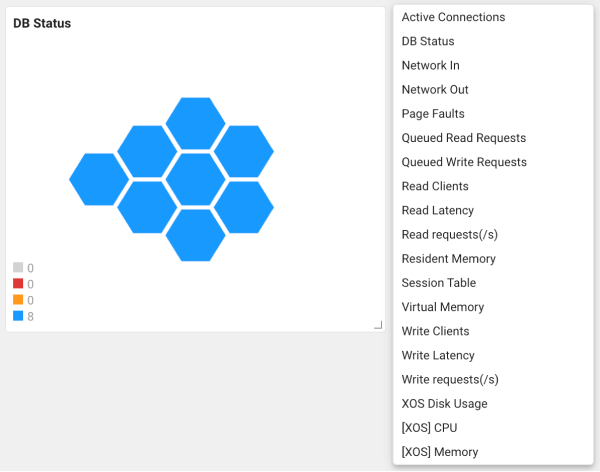 DB Status
0
0
0
8
Active Connections
DB Status
Network In
Network Out
Page Faults
Queued Read Requests
Queued Write Requests
Read Clients
Read Latency
Read requests(/s)
Resident Memory
Session Table
Virtual Memory
Write Clients
Write Latency
Write requests(/s)
XOS Disk Usage
[XOS] CPU
[XOS] Memory